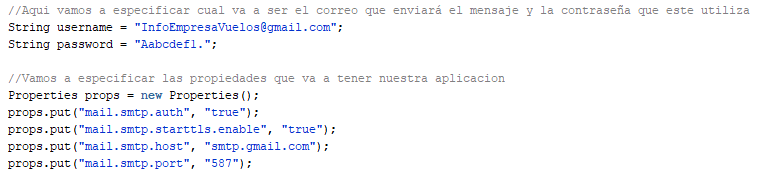 //Aqui vamos a especificar cual va a ser el correo que enviará el mensaje y la contraseña que este utiliza
String username = "InfoEmpresaVuelos@gmail.com";
String password = "Aabcdef1.";
//Vamos a especificar las propiedades que va a tener nuestra aplicacion
Properties props = new Properties();
props.put("mail.smtp.auth", "true");
props.put("mail.smtp.starttls.enable", "true");
props.put("mail.smtp.host", "smtp.gmail.com");
props.put("mail.smtp.port", "587");